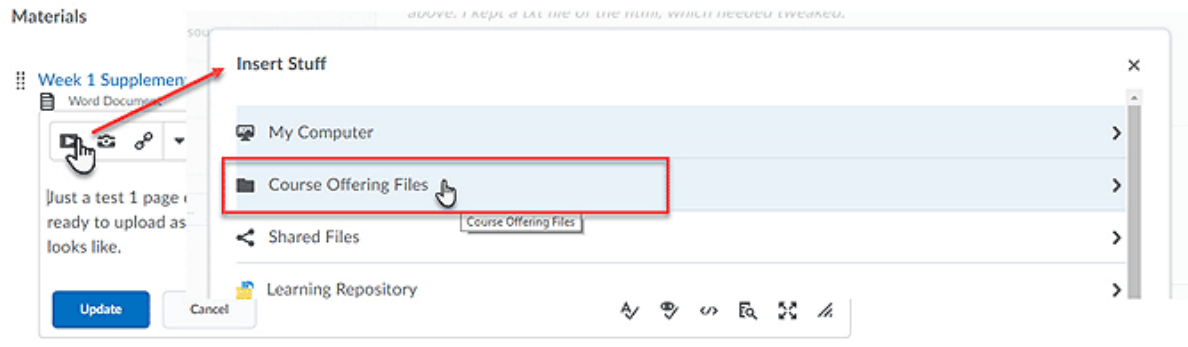 Materials
above. I kept a txt file of the html, which needed tweaked.
sou
Insert Stuff
Week 1 Supplemen
Word Document
My Computer
Course Offering Files
Course Offering Files
Just a test 1 page
ready to upload as
looks like.
Shared Files
Learning Repository
Update
Cancel